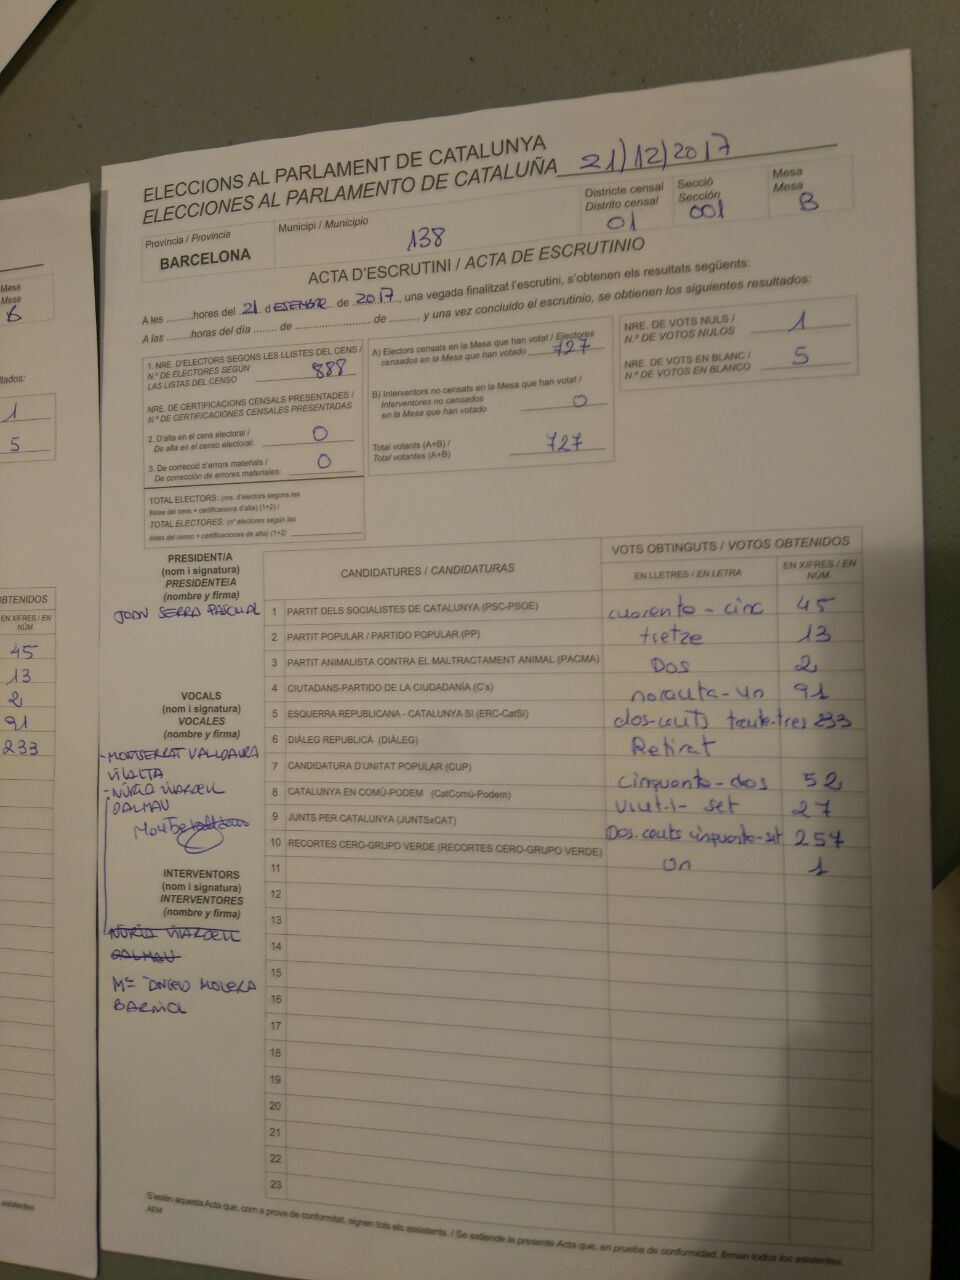 ELECCIONS AL PARLAMENT DE CATALUNYA
ELECCIONES AL PARLAMENTO DE CATALUÑA 21/12/2017
Provincia / Provincia
BARCELONA
Municipi / Municipio
138
Districte censal
Distrito censal
01
Secció
Sección
001
Mesa
Mesa
B
ACTA D'ESCRUTINI / ACTA DE ESCRUTINIO
A les .........hores del 21 d ESEMBRE de 2017, una vegada finalitzat l'escrutini, s'obtenen els resultats següents:
A las .........horas del día ....... de ........................ de ........., y una vez concluido el escrutinio, se obtienen los siguientes resultados:
1. NRE. D'ELECTORS SEGONS LES LLISTES DEL CENS /
N.º DE ELECTORES SEGÚN
LAS LISTAS DEL CENSO 888
NRE. DE CERTIFICACIONS CENSALS PRESENTADES /
N.º DE CERTIFICACIONES CENSALES PRESENTADAS
2. D'alta en el cens electoral /
De alta en el censo electoral: 0
3. De correcció d'errors materials /
De corrección de errores materiales: 0
TOTAL ELECTORS: (nre. d'electors segons les
llistes del cens + certificacions d'alta) (1+2) /
TOTAL ELECTORES: (nº electores según las
listas del censo + certificaciones de alta) (1+2)
A) Electors censats en la Mesa que han votat / Electores
censados en la Mesa que han votado 727
B) Interventors no censats en la Mesa que han votat /
Interventores no censados
en la Mesa que han votado 0
Total votants (A+B) /
Total votantes (A+B) 727
NRE. DE VOTS NULS /
N.º DE VOTOS NULOS 1
NRE. DE VOTS EN BLANC /
N.º DE VOTOS EN BLANCO 5
PRESIDENT/A
(nom i signatura)
PRESIDENTE/A
(nombre y firma)
JOAN SERRA PASCUAL
VOCALS
(nom i signatura)
VOCALES
(nombre y firma)
- MONTSERRAT VALLDAURA
VILALTA
- NÚRIA VILARDELL
DALMAU
INTERVENTORS
(nom i signatura)
INTERVENTORES
(nombre y firma)
NÚRIA VILARDELL
DALMAU
Mª ÀNGELS MOLERA
CANDIDATURES / CANDIDATURAS
VOTS OBTINGUTS / VOTOS OBTENIDOS
EN LLETRES / EN LETRA
EN XIFRES / EN NÚM.
1 PARTIT DELS SOCIALISTES DE CATALUNYA (PSC-PSOE) cuaranta-cinc 45
2 PARTIT POPULAR / PARTIDO POPULAR (PP) tretze 13
3 PARTIT ANIMALISTA CONTRA EL MALTRACTAMENT ANIMAL (PACMA) Dos 2
4 CIUTADANS-PARTIDO DE LA CIUDADANÍA (C's) noranta-un 91
5 ESQUERRA REPUBLICANA - CATALUNYA SI (ERC-CatSI) dos-cents trenta-tres 233
6 DIÀLEG REPUBLICÀ (DIÀLEG) Retirat
7 CANDIDATURA D'UNITAT POPULAR (CUP) cinquanta-dos 52
8 CATALUNYA EN COMÚ-PODEM (CatComú-Podem) vint-i-set 27
9 JUNTS PER CATALUNYA (JUNTSxCAT) Dos-cents cinquanta-set 257
10 RECORTES CERO-GRUPO VERDE (RECORTES CERO-GRUPO VERDE) Un 1
11
12
13
14
15
16
17
18
19
20
21
22
23
S'estén aquesta Acta que, com a prova de conformitat, signen tots els assistents. / Se extiende la presente Acta que, en prueba de conformidad, firman todos los asistentes.
AEM
Mesa
Mesa
B
1
5
EN XIFRES / EN
NÚM.
45
13
2
91
233